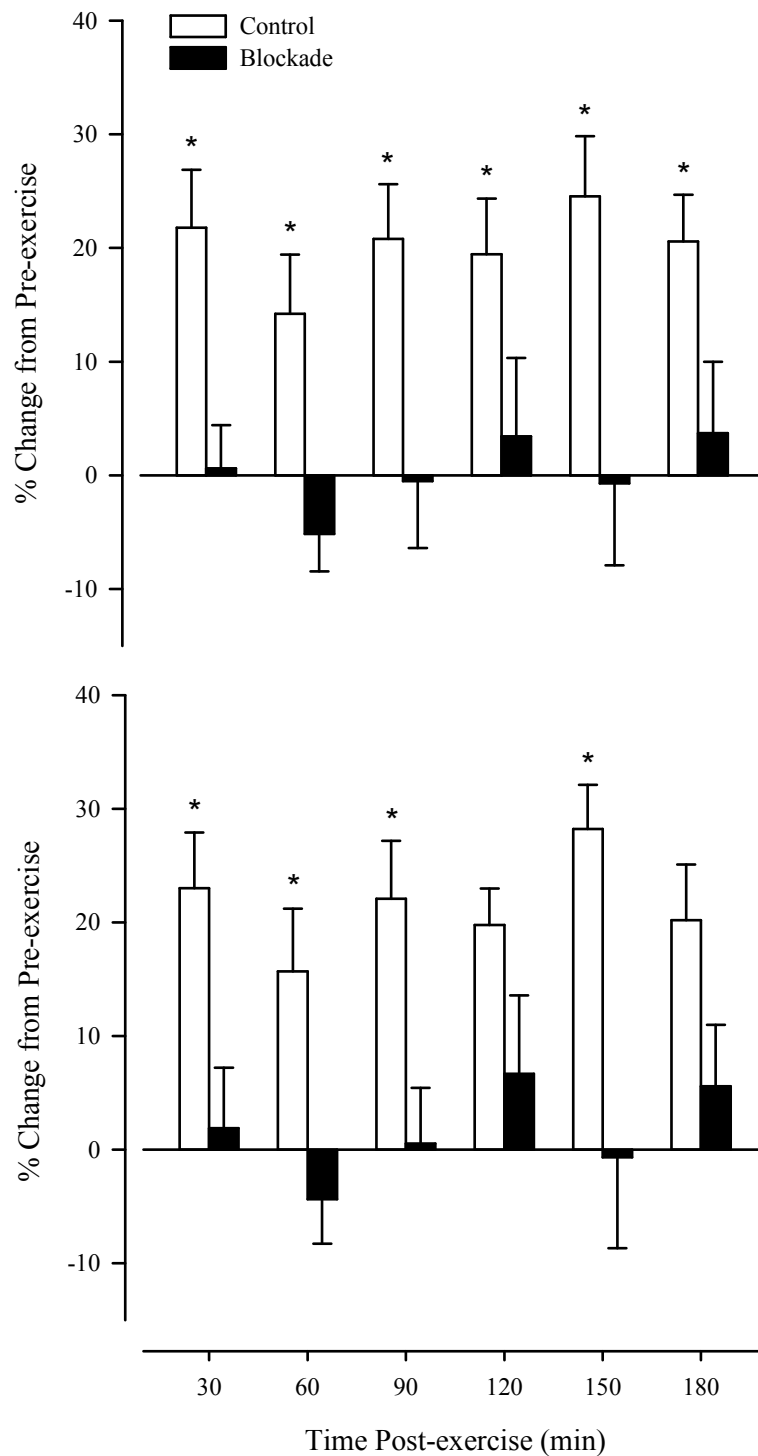 40
Control
Blockade
30
20
10
0
-10
% Change from Pre-exercise
* * * * * *
40
30
20
10
0
-10
% Change from Pre-exercise
* * * *
30 60 90 120 150 180
Time Post-exercise (min)